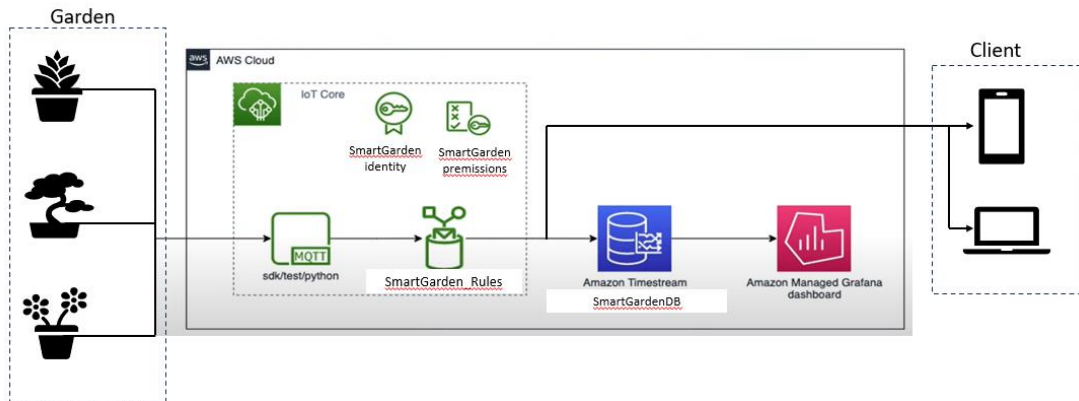 Garden
Client
aws
AWS Cloud
IoT Core
SmartGarden
identity
SmartGarden
premissions
MQTT
sdk/test/python
SmartGarden_Rules
Amazon Timestream
SmartGardenDB
Amazon Managed Grafana
dashboard